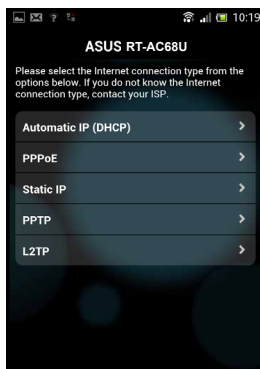 10:19
ASUS RT-AC68U
Please select the Internet connection type from the
options below. If you do not know the Internet
connection type, contact your ISP.
Automatic IP (DHCP)
PPPoE
Static IP
PPTP
L2TP